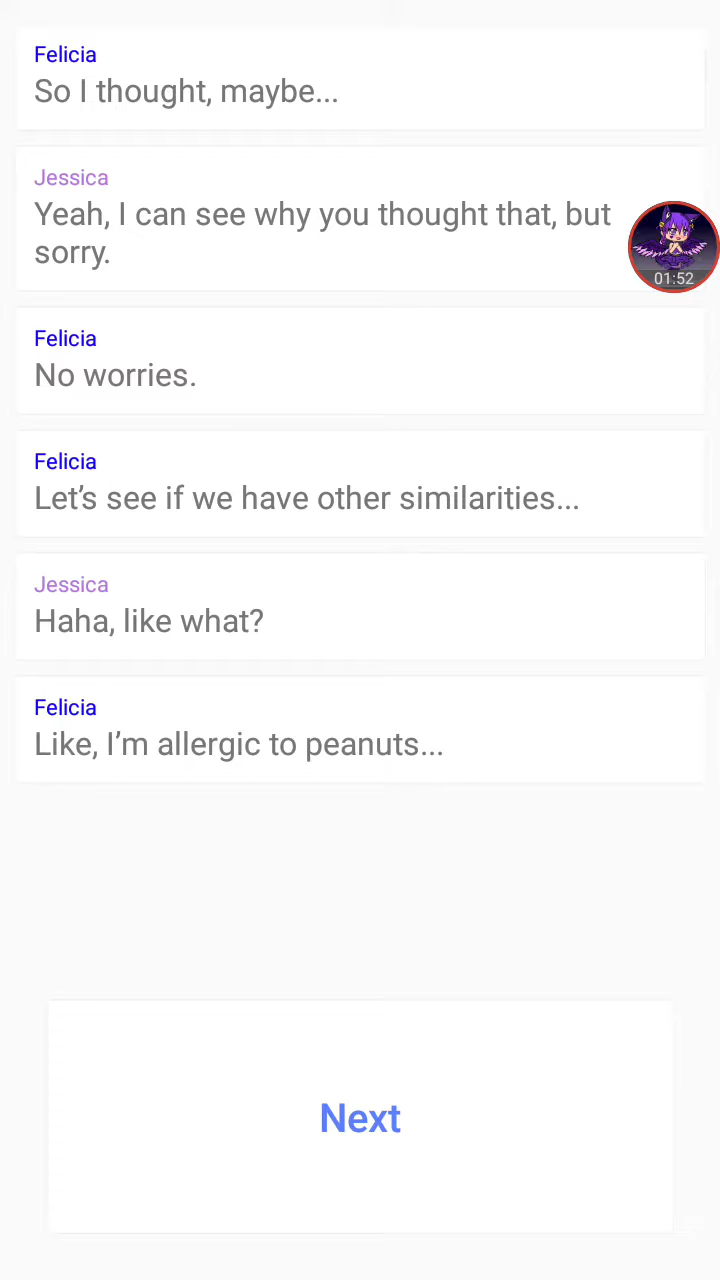 Felicia
So I thought, maybe...
Jessica
Yeah, I can see why you thought that, but
sorry.
01:52
Felicia
No worries.
Felicia
Let’s see if we have other similarities...
Jessica
Haha, like what?
Felicia
Like, I’m allergic to peanuts...
Next